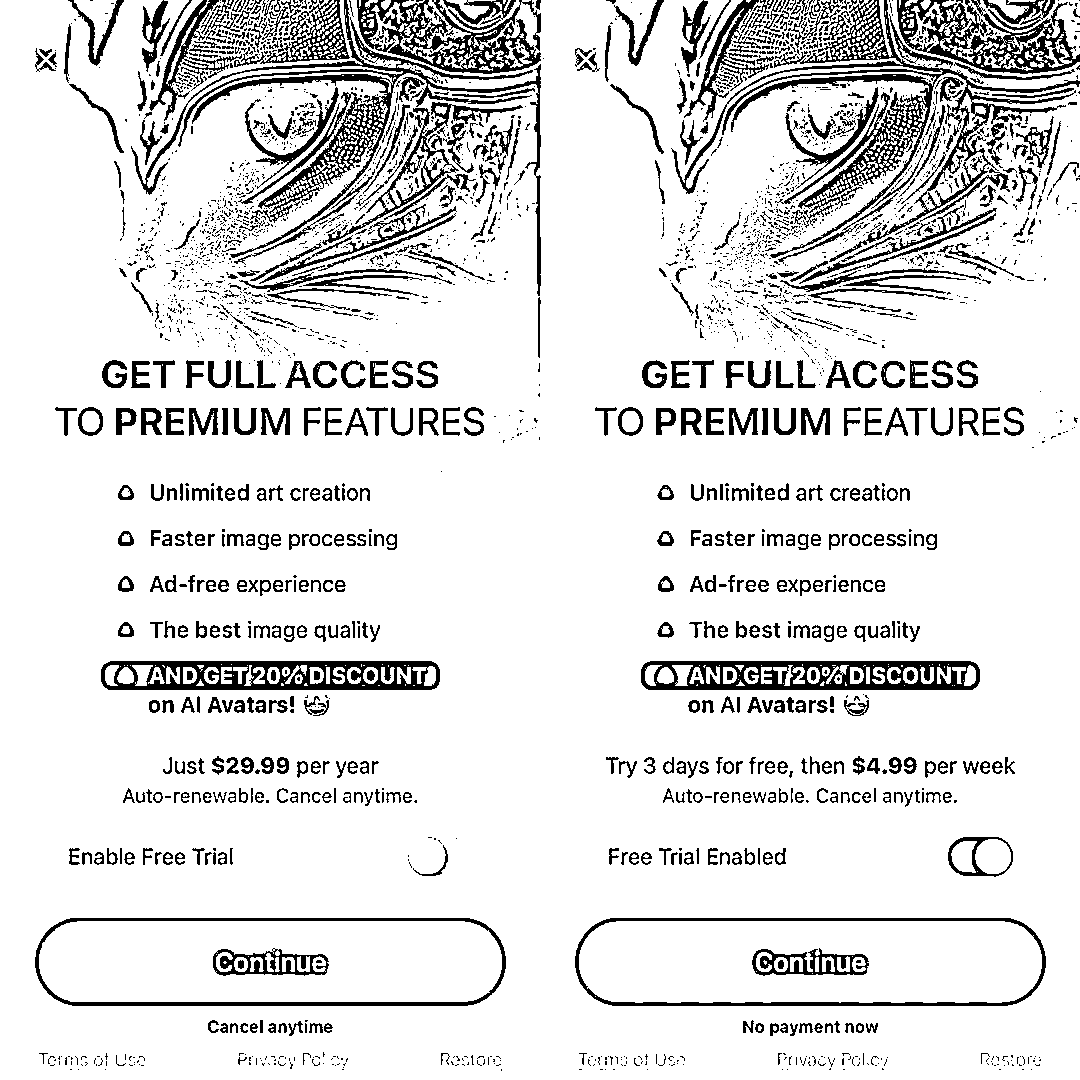 GET FULL ACCESS
TO PREMIUM FEATURES
Unlimited art creation
Faster image processing
Ad-free experience
The best image quality
AND GET 20% DISCOUNT
on AI Avatars! 🤩
Just $29.99 per year
Auto-renewable. Cancel anytime.
Enable Free Trial
Continue
Cancel anytime
Terms of Use Privacy Policy Restore
GET FULL ACCESS
TO PREMIUM FEATURES
Unlimited art creation
Faster image processing
Ad-free experience
The best image quality
AND GET 20% DISCOUNT
on AI Avatars! 🤩
Try 3 days for free, then $4.99 per week
Auto-renewable. Cancel anytime.
Free Trial Enabled
Continue
No payment now
Terms of Use Privacy Policy Restore